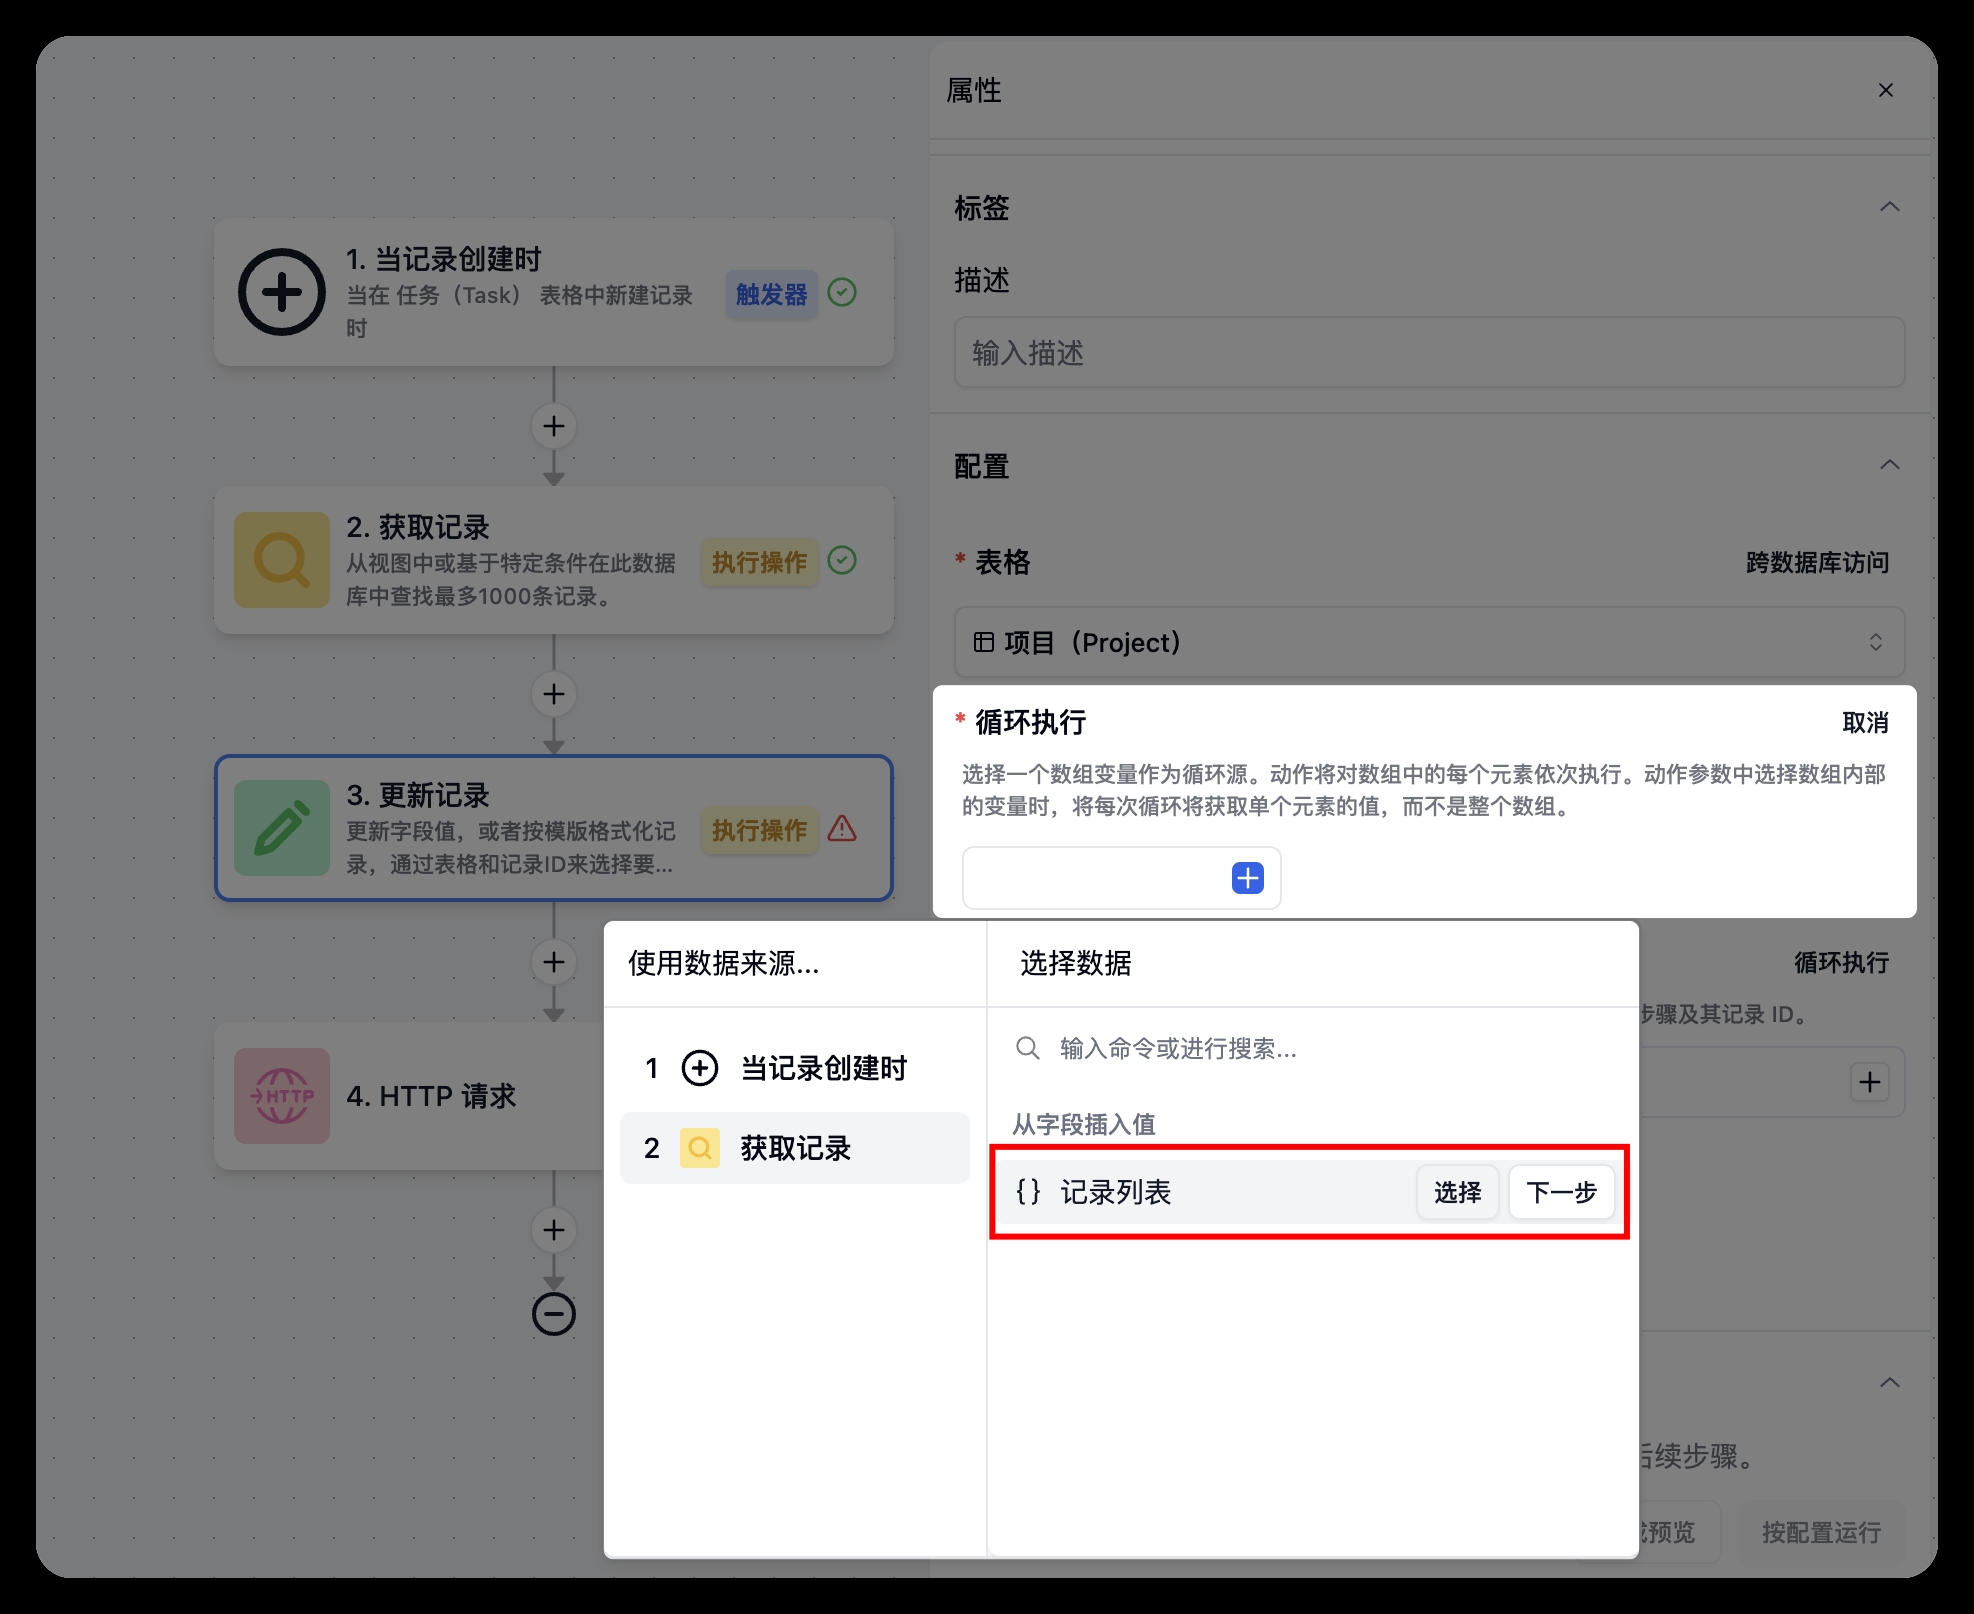 属性
标签
描述
输入描述
配置
* 表格
跨数据库访问
项目（Project）
* 循环执行
取消
选择一个数组变量作为循环源。动作将对数组中的每个元素依次执行。动作参数中选择数组内部
的变量时，将每次循环将获取单个元素的值，而不是整个数组。
1. 当记录创建时
当在 任务（Task） 表格中新建记录
时
触发器
2. 获取记录
从视图中或基于特定条件在此数据
库中查找最多1000条记录。
执行操作
3. 更新记录
更新字段值，或者按模版格式化记
录，通过表格和记录ID来选择要...
执行操作
HTTP
4. HTTP 请求
使用数据来源...
1 当记录创建时
2 获取记录
选择数据
输入命令或进行搜索...
从字段插入值
{} 记录列表
选择
下一步
循环执行
骤及其记录 ID。
续步骤。
预览
按配置运行